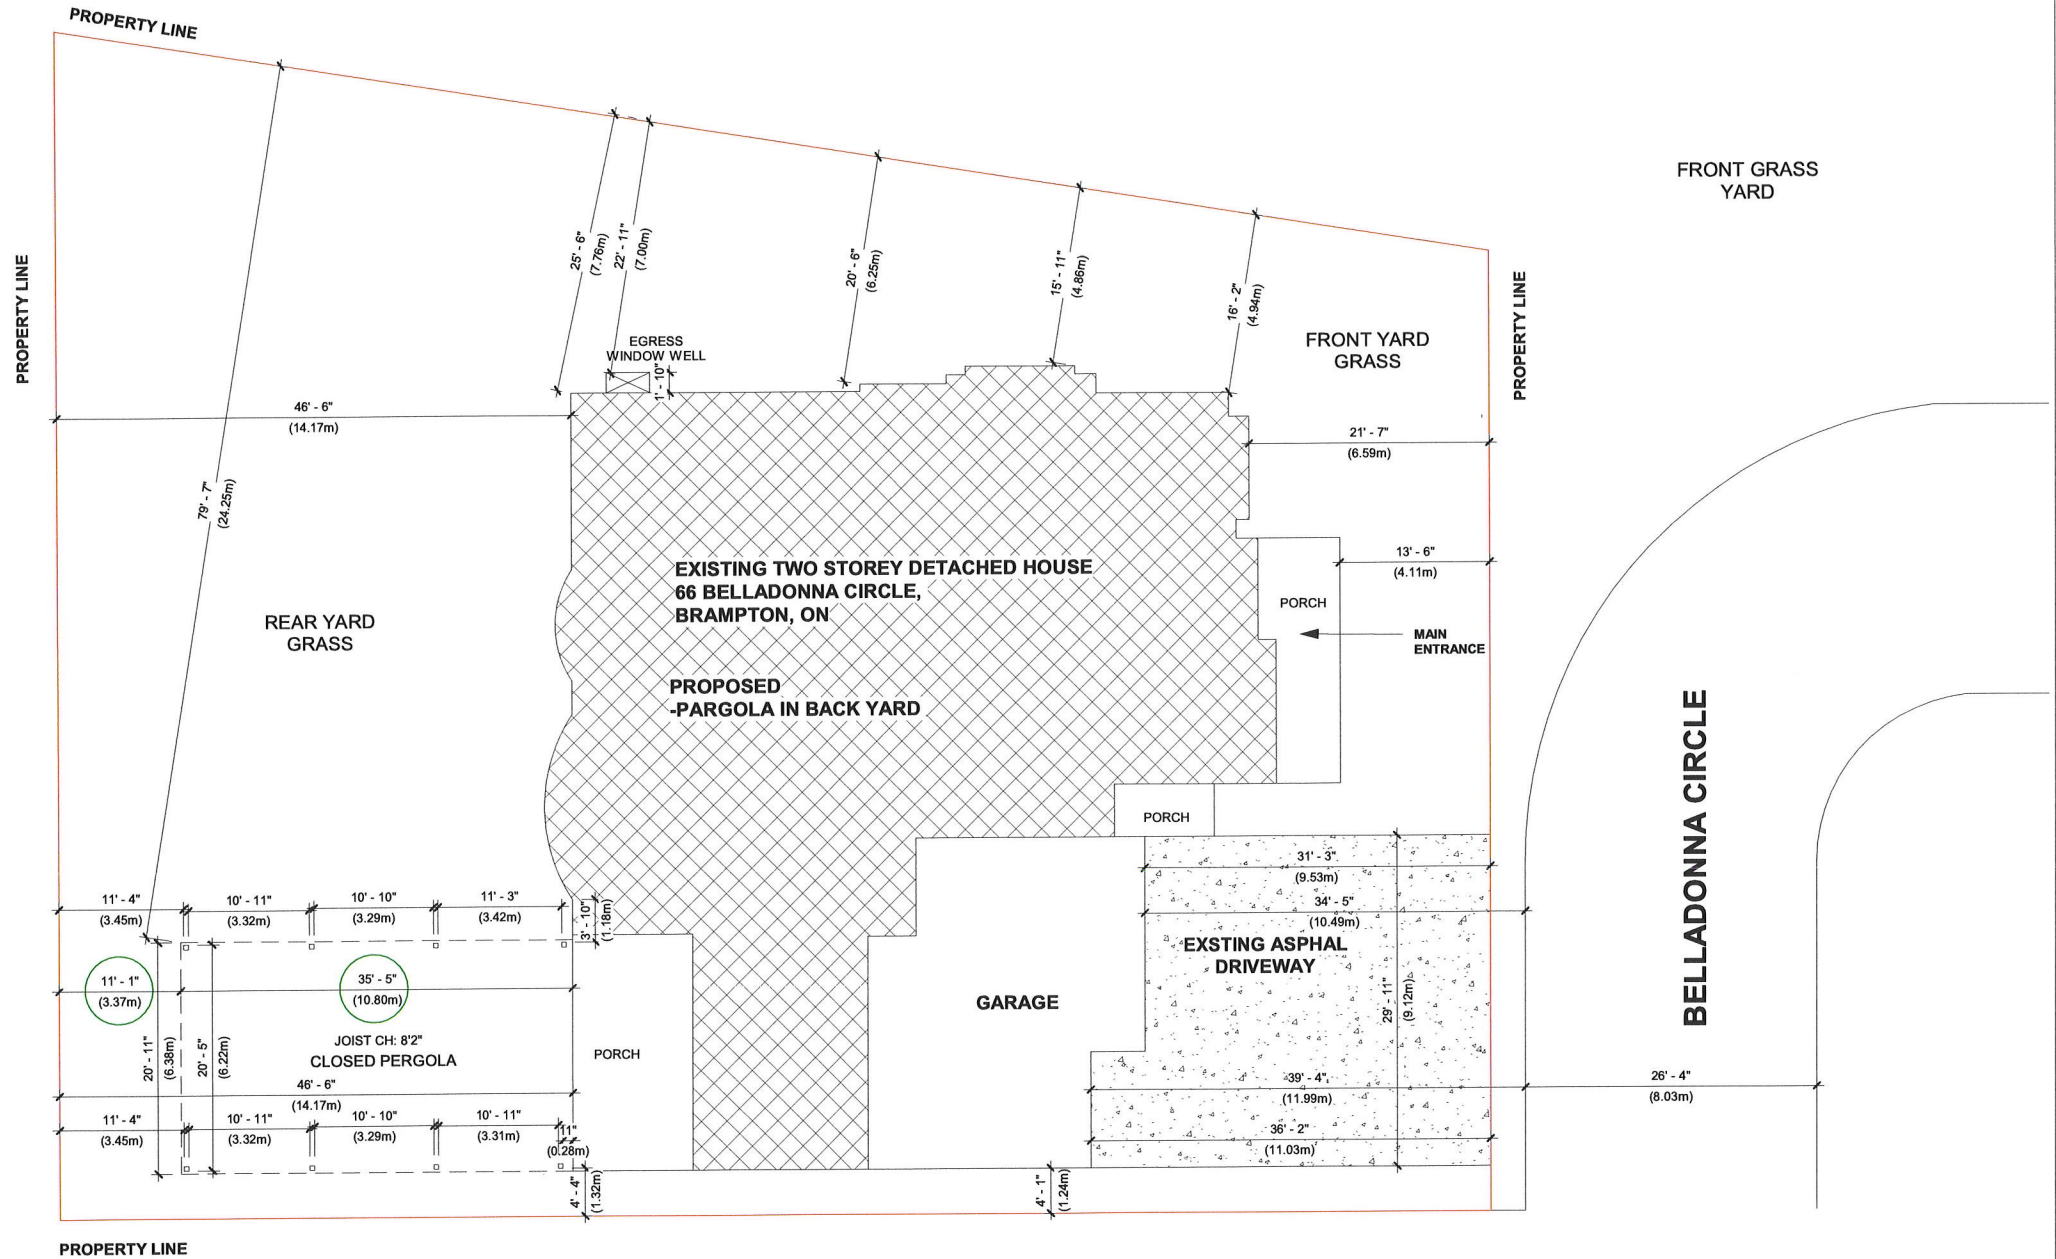 PROPERTY LINE
FRONT GRASS
YARD
25' - 6"
(7.76m)
22' - 11"
(7.00m)
20' - 6"
(6.25m)
15' - 11"
(4.86m)
16' - 2"
(4.94m)
PROPERTY LINE
PROPERTY LINE
EGRESS
WINDOW WELL
1' - 10"
FRONT YARD
GRASS
46' - 6"
(14.17m)
21' - 7"
(6.59m)
79' - 7"
(24.25m)
13' - 6"
(4.11m)
EXISTING TWO STOREY DETACHED HOUSE
66 BELLADONNA CIRCLE,
BRAMPTON, ON
PORCH
REAR YARD
GRASS
MAIN
ENTRANCE
PROPOSED
-PARGOLA IN BACK YARD
BELLADONNA CIRCLE
PORCH
31' - 3"
(9.53m)
11' - 4"
(3.45m)
10' - 11"
(3.32m)
10' - 10"
(3.29m)
11' - 3"
(3.42m)
3' - 10"
(1.18m)
34' - 5"
(10.49m)
EXSTING ASPHAL
DRIVEWAY
11' - 1"
(3.37m)
35' - 5"
(10.80m)
GARAGE
29' - 11"
(9.12m)
20' - 11"
(6.38m)
20' - 5"
(6.22m)
JOIST CH: 8'2"
CLOSED PERGOLA
PORCH
46' - 6"
(14.17m)
39' - 4"
(11.99m)
26' - 4"
(8.03m)
11' - 4"
(3.45m)
10' - 11"
(3.32m)
10' - 10"
(3.29m)
10' - 11"
(3.31m)
11"
(0.28m)
36' - 2"
(11.03m)
4' - 4"
(1.32m)
4' - 1"
(1.24m)
PROPERTY LINE